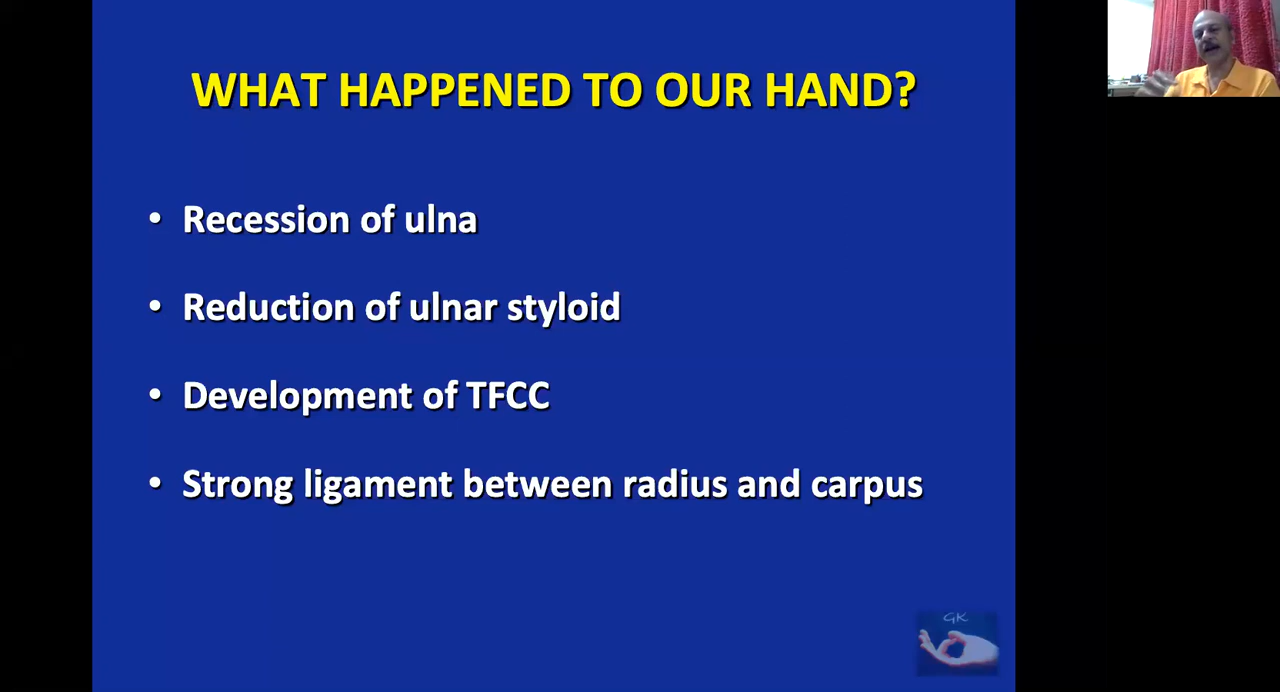 WHAT HAPPENED TO OUR HAND?
• Recession of ulna
• Reduction of ulnar styloid
• Development of TFCC
• Strong ligament between radius and carpus
GK